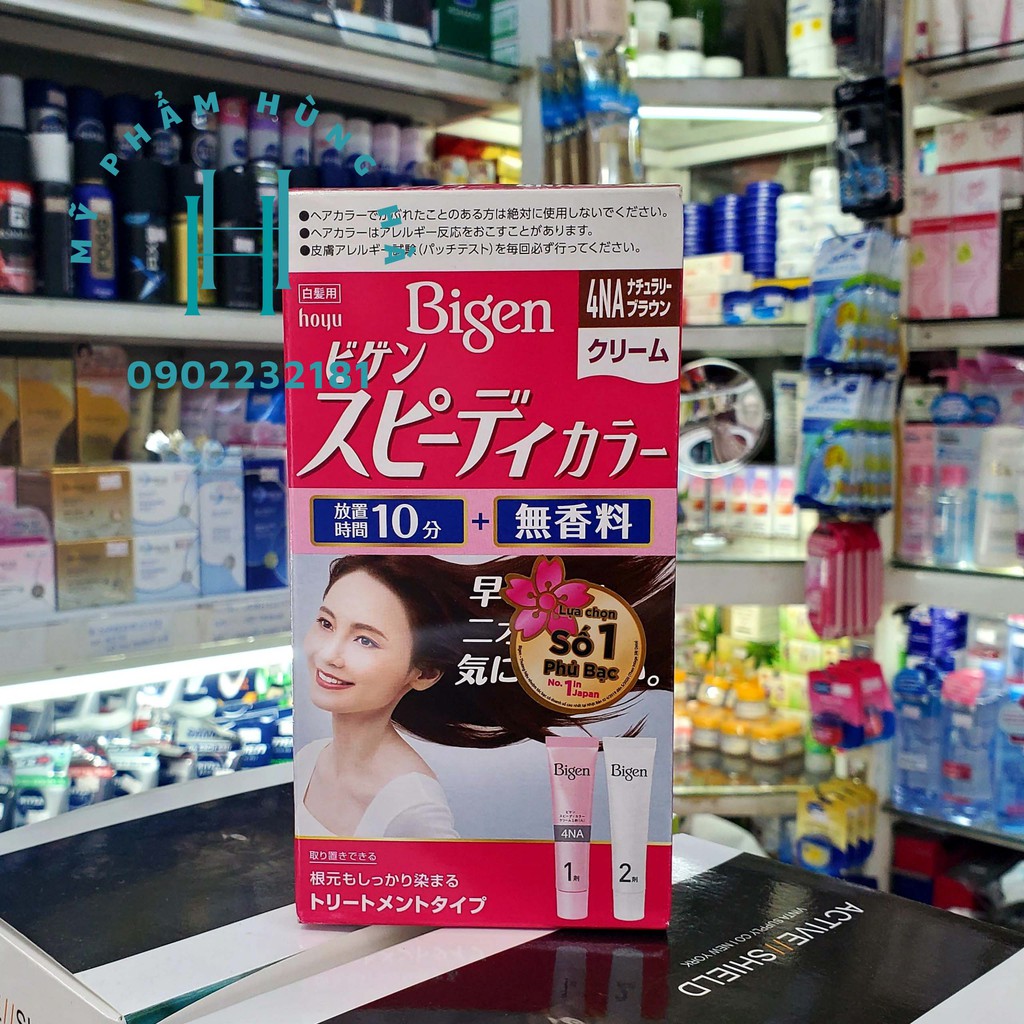 MỸ PHẨM HÙNG HÀ
0902232181
●ヘアカラーでかぶれたことのある方は絶対に使用しないでください。
●ヘアカラーはアレルギー反応をおこすことがあります。
●皮膚アレルギー試験(パッチテスト)を毎回必ず行ってください。
白髪用
hoyu
Bigen
4NA ナチュラリー
ブラウン
クリーム
ビゲン
スピーディカラー
放置
時間 10分 + 無香料
早
二
気に
。
Lựa chọn
Số 1
Phủ Bạc
No. 1 in
Japan
Bigen
4NA
1剤
Bigen
2剤
取り置きできる
根元もしっかり染まる
トリートメントタイプ
ACTIVE//SHIELD